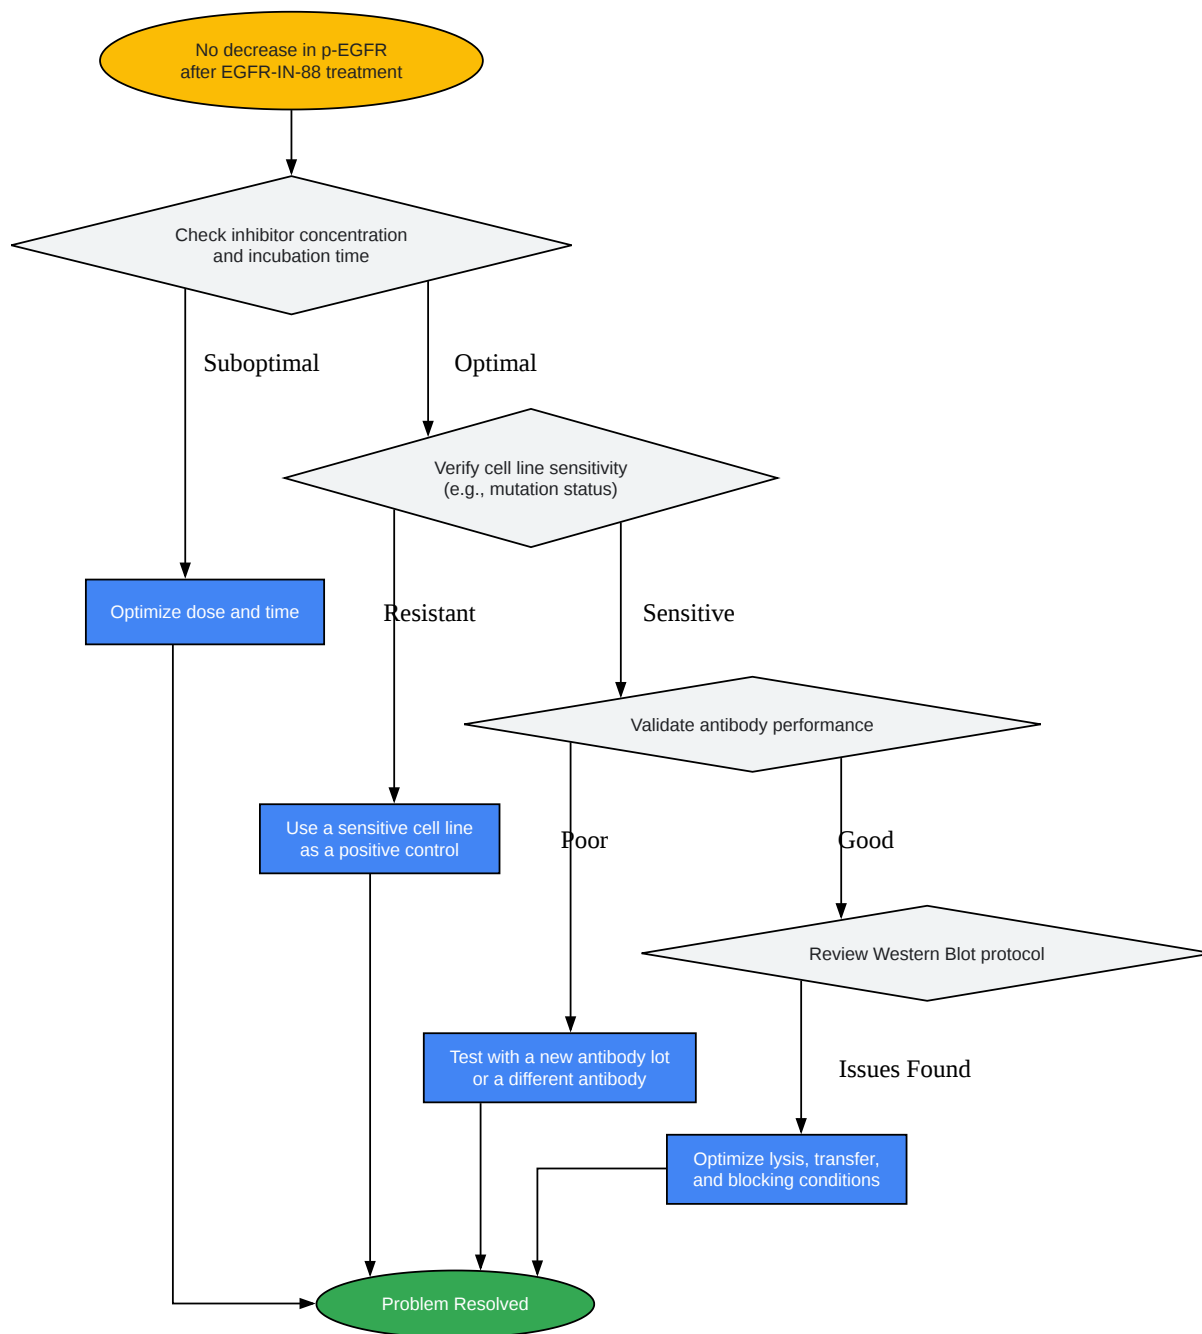 No decrease in p-EGFR
after EGFR-IN-88 treatment
Check inhibitor concentration
and incubation time
Suboptimal
Optimal
Verify cell line sensitivity
(e.g., mutation status)
Optimize dose and time
Resistant
Sensitive
Validate antibody performance
Use a sensitive cell line
as a positive control
Poor
Good
Review Western Blot protocol
Test with a new antibody lot
or a different antibody
Issues Found
Optimize lysis, transfer,
and blocking conditions
Problem Resolved